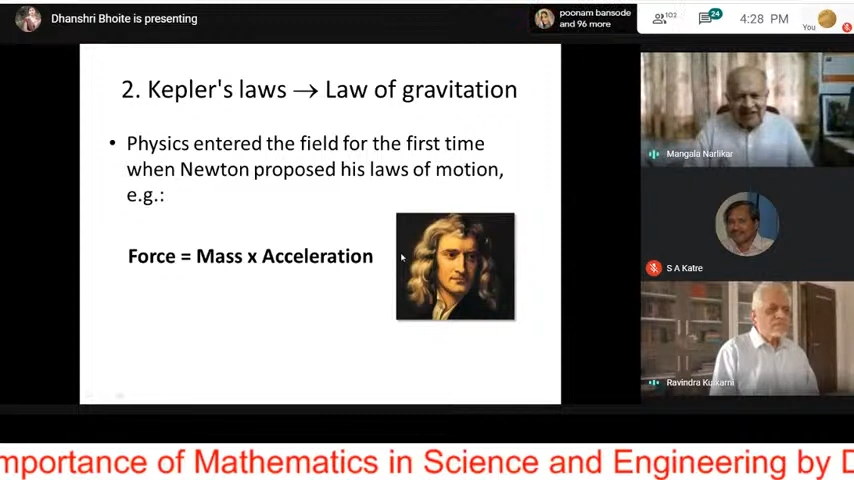 Dhanshri Bhoite is presenting
poonam bansode
and 96 more
102
24
4:28 PM
You
2. Kepler's laws → Law of gravitation
• Physics entered the field for the first time
when Newton proposed his laws of motion,
e.g.:
Force = Mass x Acceleration
Mangala Narlikar
S A Katre
Ravindra Kulkarni
mportance of Mathematics in Science and Engineering by D